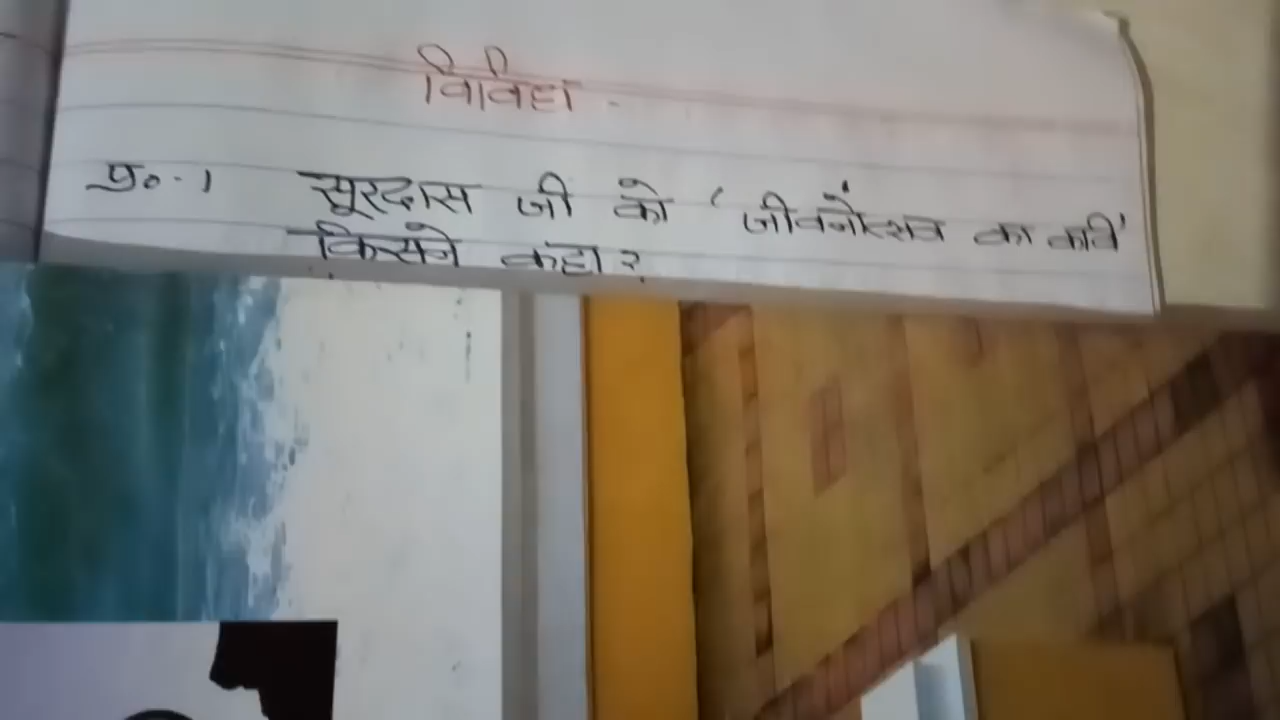 विविधा -
प्र०-1 सूरदास जी को 'जीवनोत्सव का कवि'
किसने कहा?